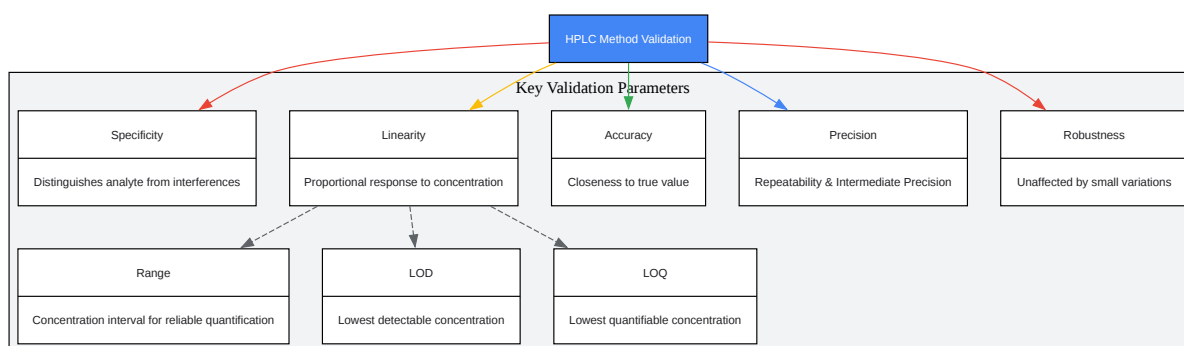 HPLC Method Validation
Key Validation Parameters
Specificity
Distinguishes analyte from interferences
Linearity
Proportional response to concentration
Accuracy
Closeness to true value
Precision
Repeatability & Intermediate Precision
Robustness
Unaffected by small variations
Range
Concentration interval for reliable quantification
LOD
Lowest detectable concentration
LOQ
Lowest quantifiable concentration